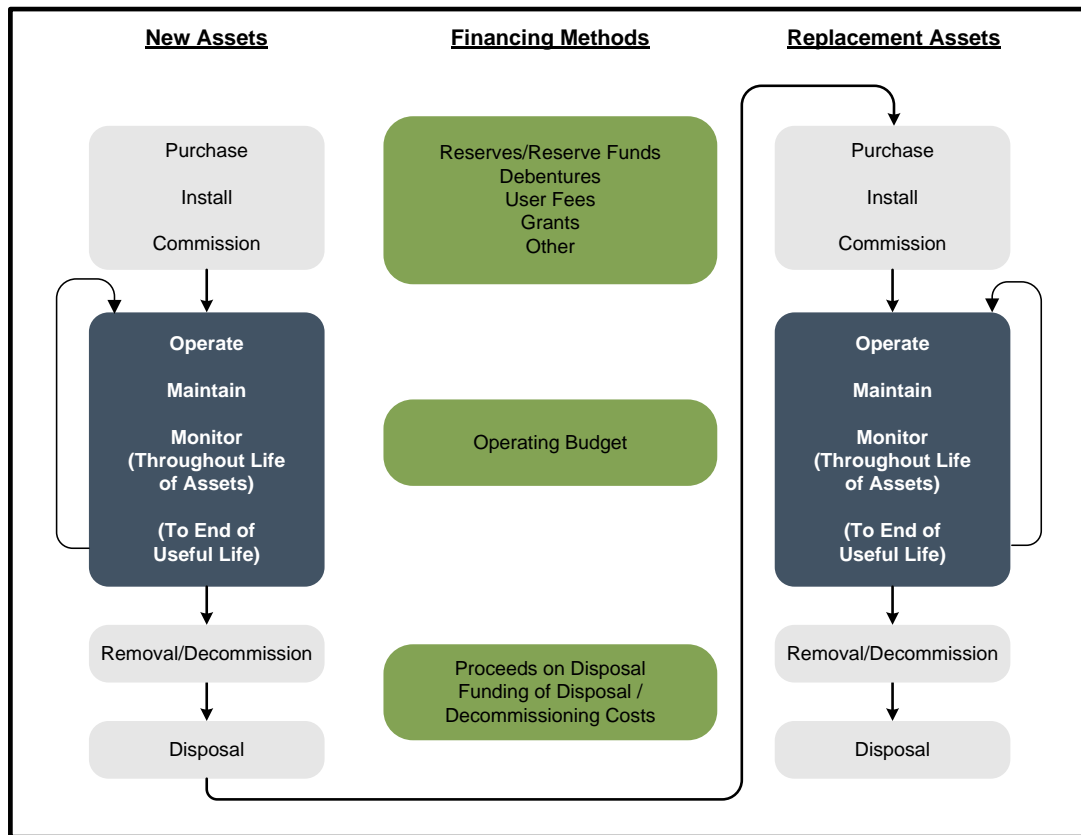 New Assets
Financing Methods
Replacement Assets
Purchase
Install
Commission
Operate
Maintain
Monitor
(Throughout Life
of Assets)
(To End of
Useful Life)
Removal/Decommission
Disposal
Reserves/Reserve Funds
Debentures
User Fees
Grants
Other
Operating Budget
Proceeds on Disposal
Funding of Disposal /
Decommissioning Costs
Purchase
Install
Commission
Operate
Maintain
Monitor
(Throughout Life
of Assets)
(To End of
Useful Life)
Removal/Decommission
Disposal